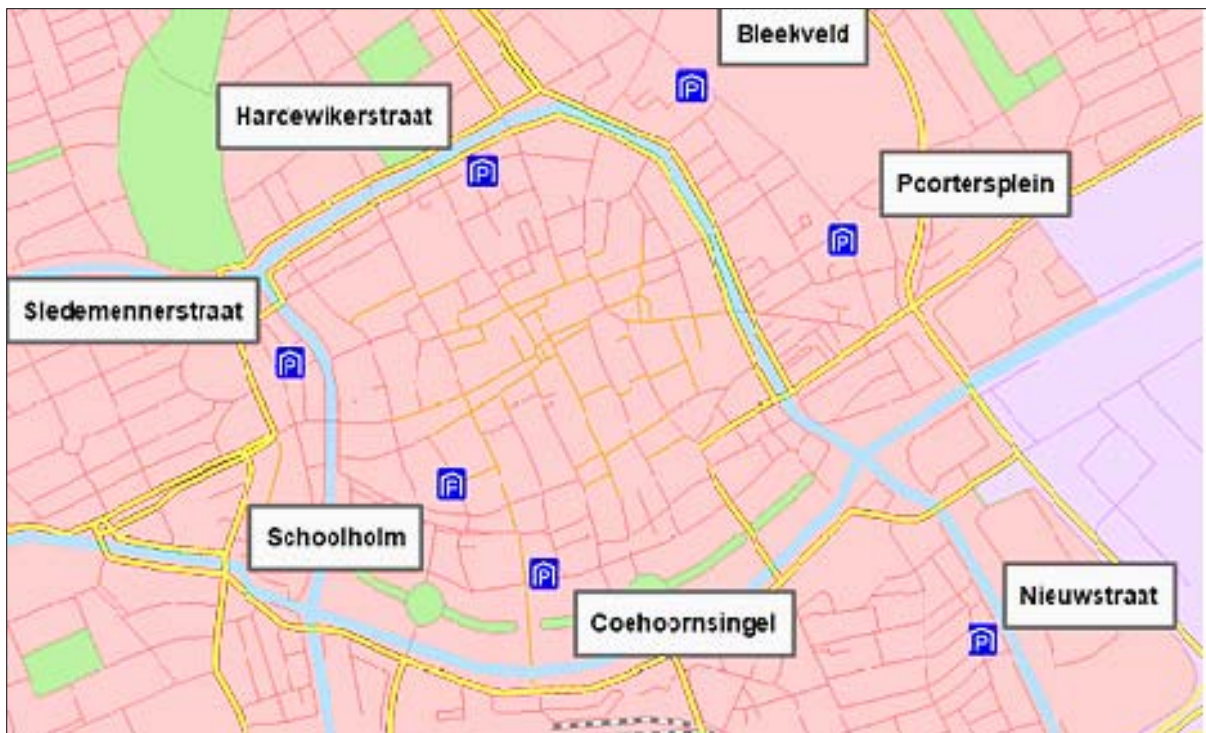 Bleekveld
P
Harcewikerstraat
P
Pcortersplein
P
Sledemennerstraat
P
P
Schoolholm
P
Coehoornsingel
Nieuwstraat
P